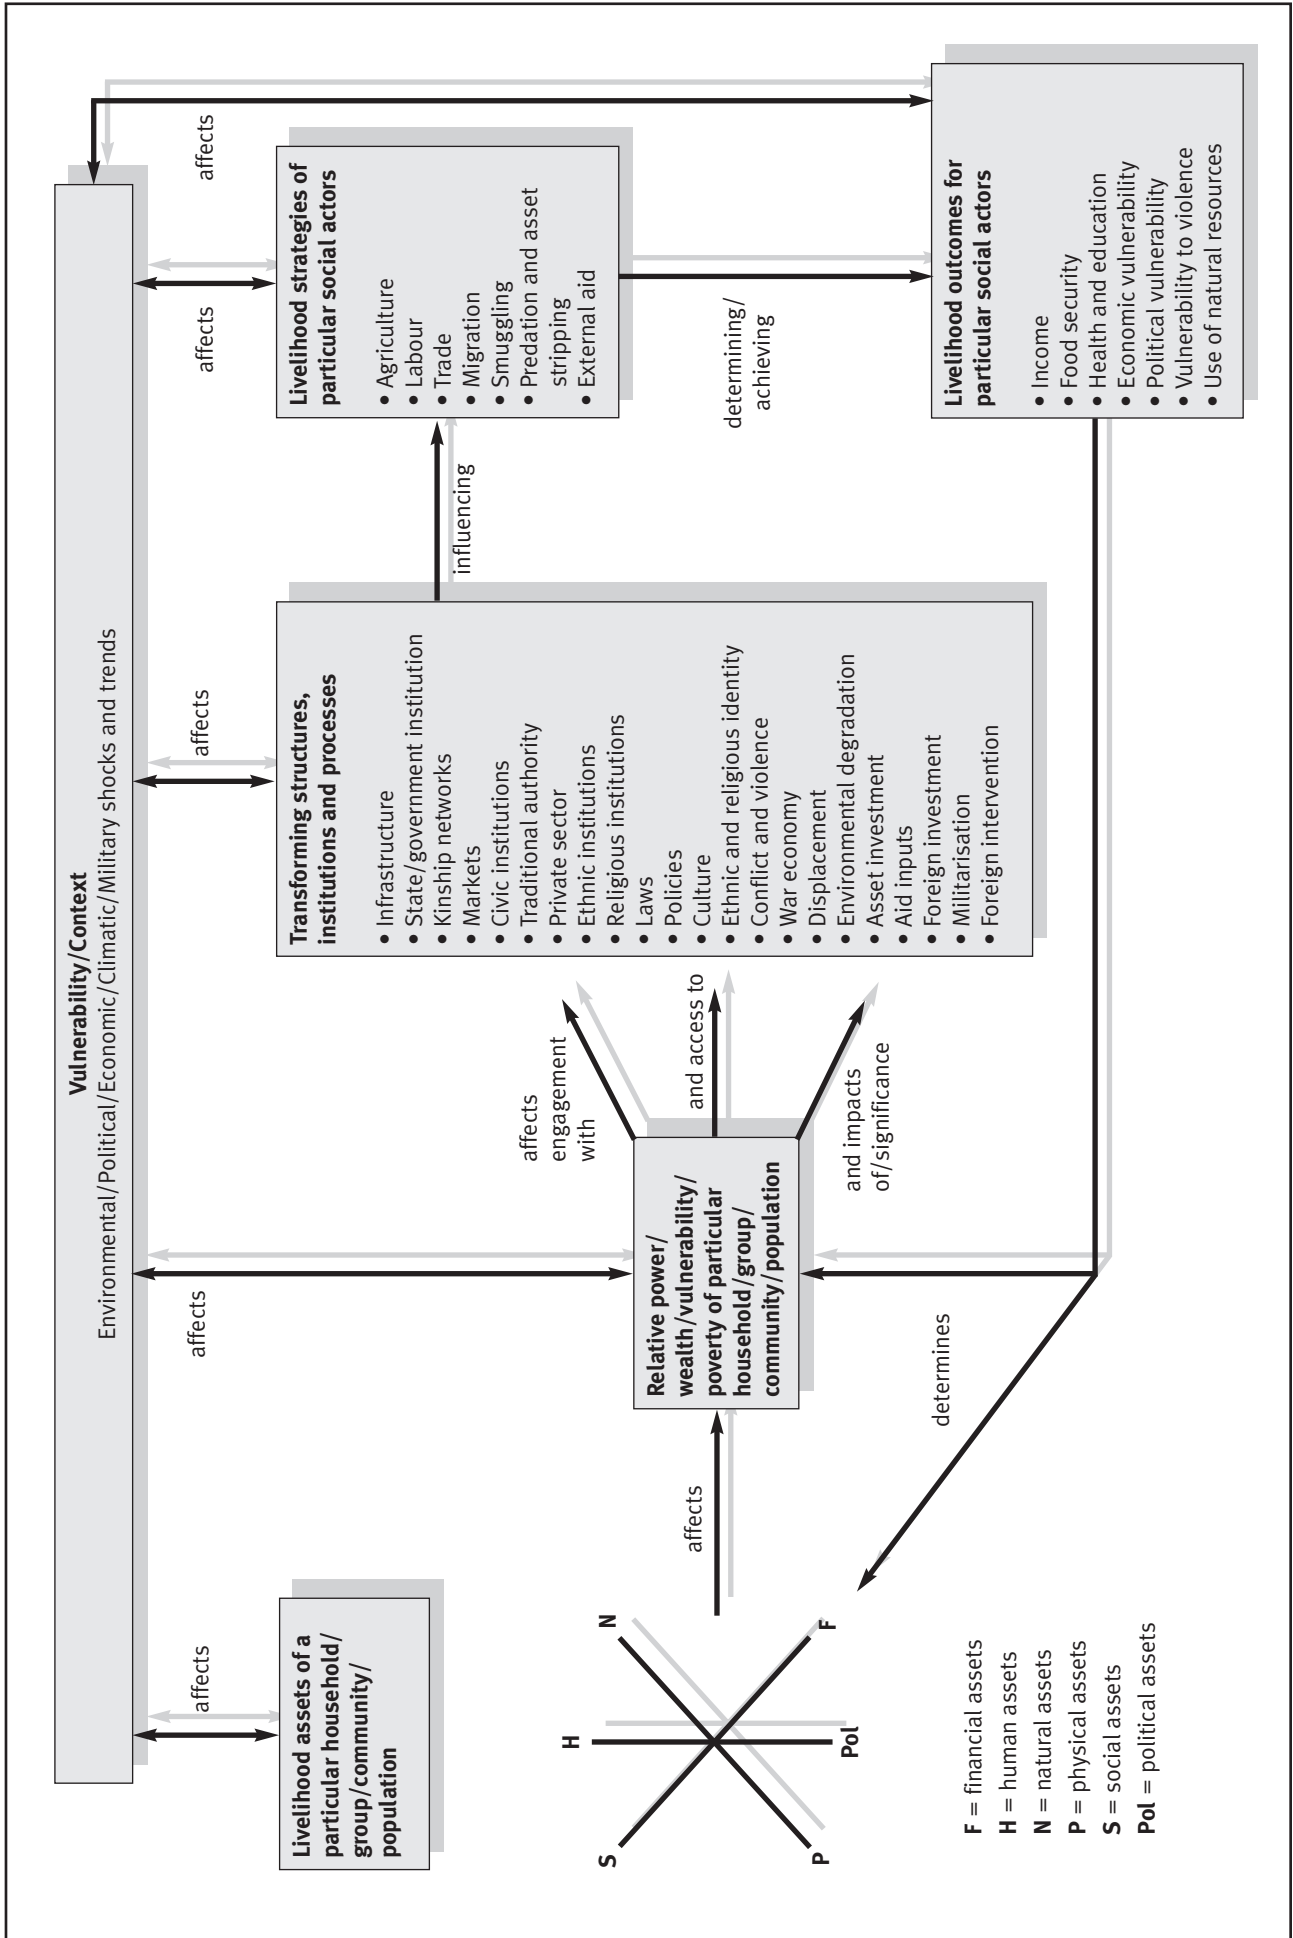 Vulnerability/Context
Environmental/Political/Economic/Climatic/Military shocks and trends
affects
affects
affects
affects
affects
Livelihood assets of a
particular household/
group/community/
population
S
H
N
P
Pol
F
F = financial assets
H = human assets
N = natural assets
P = physical assets
S = social assets
Pol = political assets
affects
Relative power/
wealth/vulnerability/
poverty of particular
household/group/
community/population
affects
engagement
with
and access to
and impacts
of/significance
determines
Transforming structures,
institutions and processes
• Infrastructure
• State/government institution
• Kinship networks
• Markets
• Civic institutions
• Traditional authority
• Private sector
• Ethnic institutions
• Religious institutions
• Laws
• Policies
• Culture
• Ethnic and religious identity
• Conflict and violence
• War economy
• Displacement
• Environmental degradation
• Asset investment
• Aid inputs
• Foreign investment
• Militarisation
• Foreign intervention
influencing
Livelihood strategies of
particular social actors
• Agriculture
• Labour
• Trade
• Migration
• Smuggling
• Predation and asset
stripping
• External aid
determining/
achieving
Livelihood outcomes for
particular social actors
• Income
• Food security
• Health and education
• Economic vulnerability
• Political vulnerability
• Vulnerability to violence
• Use of natural resources